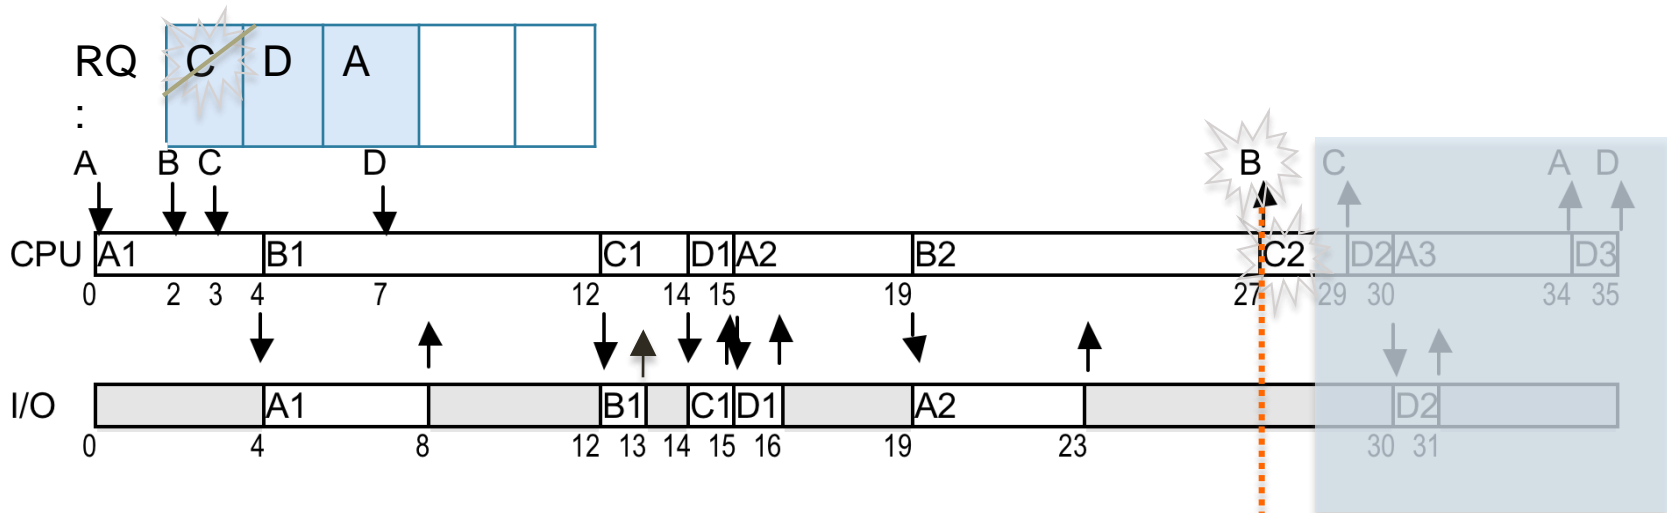 RQ C D A
:
A B C D B C A D
CPU A1 B1 C1 D1 A2 B2 C2 D2 A3 D3
0 2 3 4 7 12 14 15 19 27 29 30 34 35
I/O A1 B1 C1 D1 A2 D2
0 4 8 12 13 14 15 16 19 23 30 31